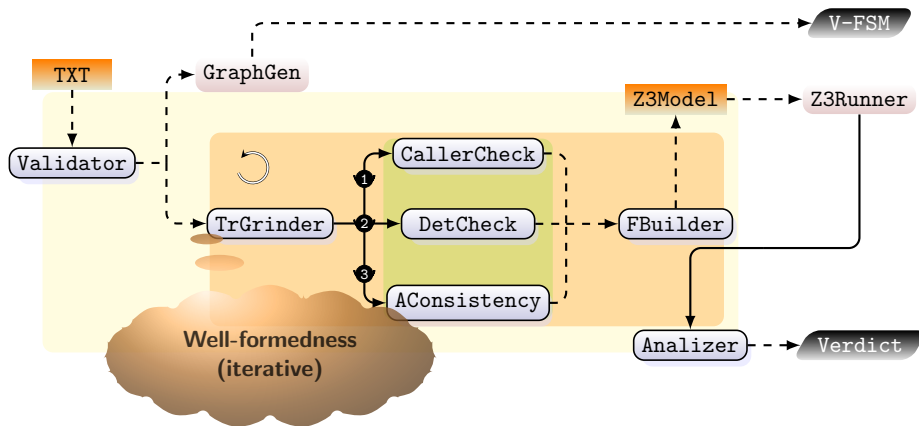 V-FSM
TXT
GraphGen
Z3Model
Z3Runner
Validator
CallerCheck
1
TrGrinder
2
DetCheck
FBuilder
3
AConsistency
Well-formedness
(iterative)
Analizer
Verdict